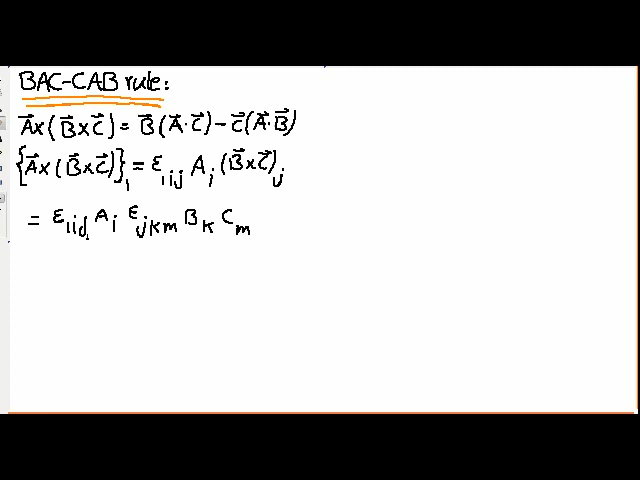 BAC-CAB rule:
A⃗×(B⃗×C⃗)=B⃗(A⃗·C⃗)-C⃗(A⃗·B⃗)
{A⃗×(B⃗×C⃗)}₁=ε₁ᵢⱼ Aᵢ(B⃗×C⃗)ⱼ
=ε₁ᵢⱼ Aᵢ εⱼₖₘ Bₖ Cₘ